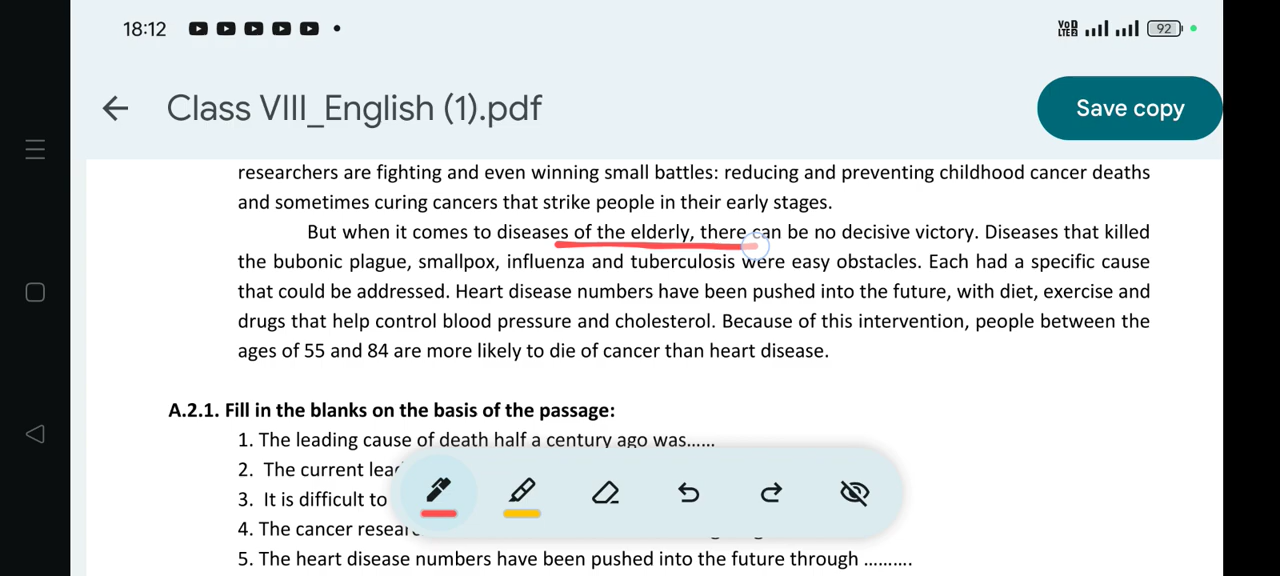 18:12
VoD LTE2 92
Class VIII_English (1).pdf
Save copy
researchers are fighting and even winning small battles: reducing and preventing childhood cancer deaths
and sometimes curing cancers that strike people in their early stages.
But when it comes to diseases of the elderly, there can be no decisive victory. Diseases that killed
the bubonic plague, smallpox, influenza and tuberculosis were easy obstacles. Each had a specific cause
that could be addressed. Heart disease numbers have been pushed into the future, with diet, exercise and
drugs that help control blood pressure and cholesterol. Because of this intervention, people between the
ages of 55 and 84 are more likely to die of cancer than heart disease.
A.2.1. Fill in the blanks on the basis of the passage:
1. The leading cause of death half a century ago was......
2. The current
3. It is difficult to
4. The cancer
5. The heart disease numbers have been pushed into the future through ..........